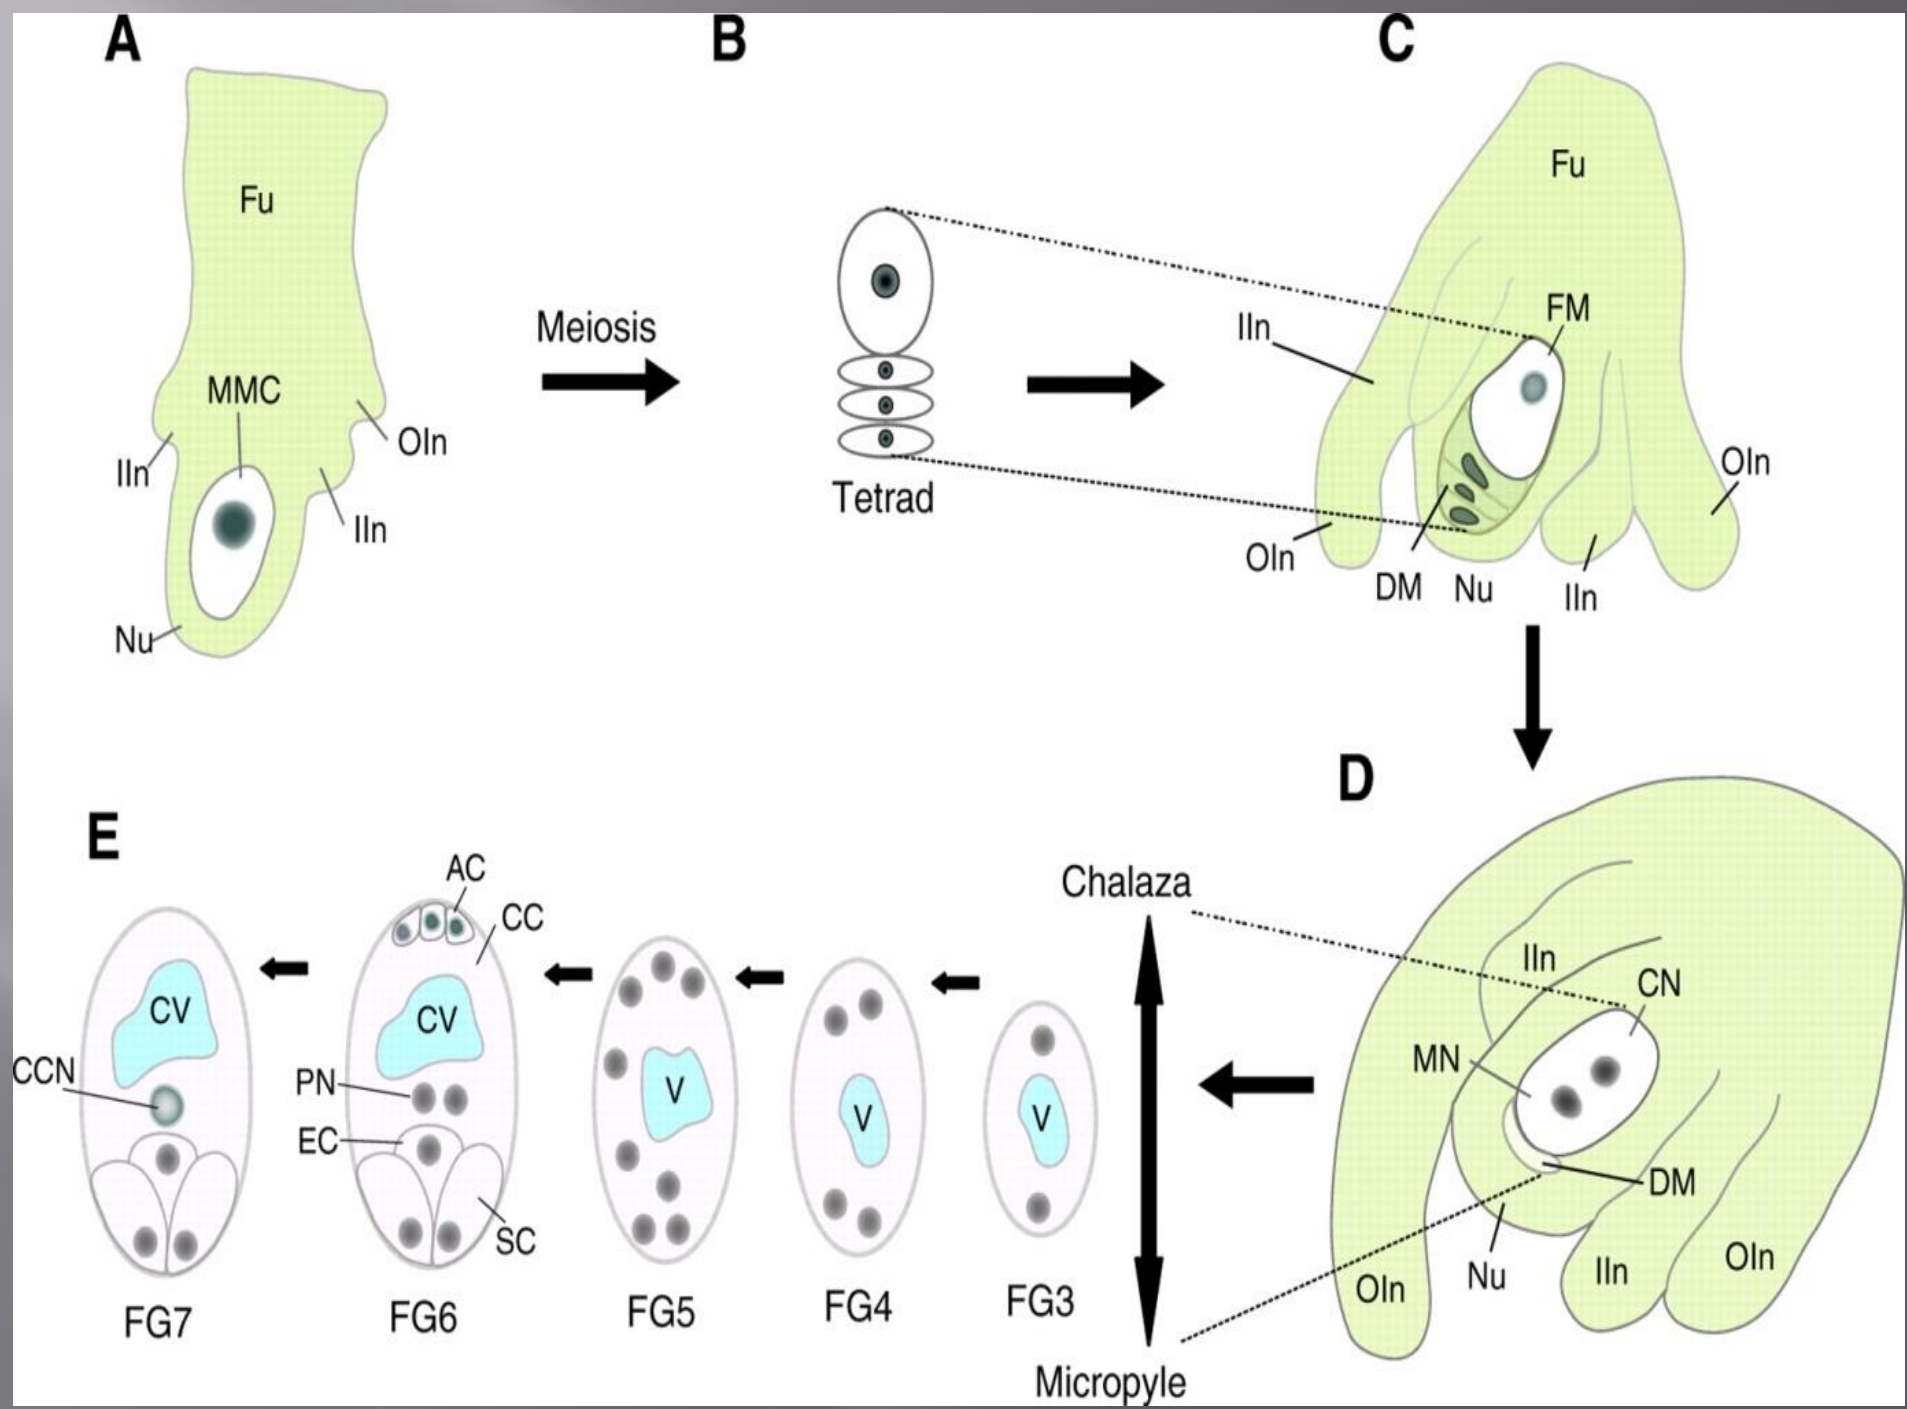 A
B
C
Fu
MMC
IIn
OIn
IIn
Nu
Meiosis
Tetrad
Fu
FM
IIn
OIn
OIn
DM
Nu
IIn
D
IIn
CN
MN
DM
Nu
OIn
IIn
OIn
Chalaza
Micropyle
E
CV
CCN
FG7
AC
CC
CV
PN
EC
SC
FG6
V
FG5
V
FG4
V
FG3